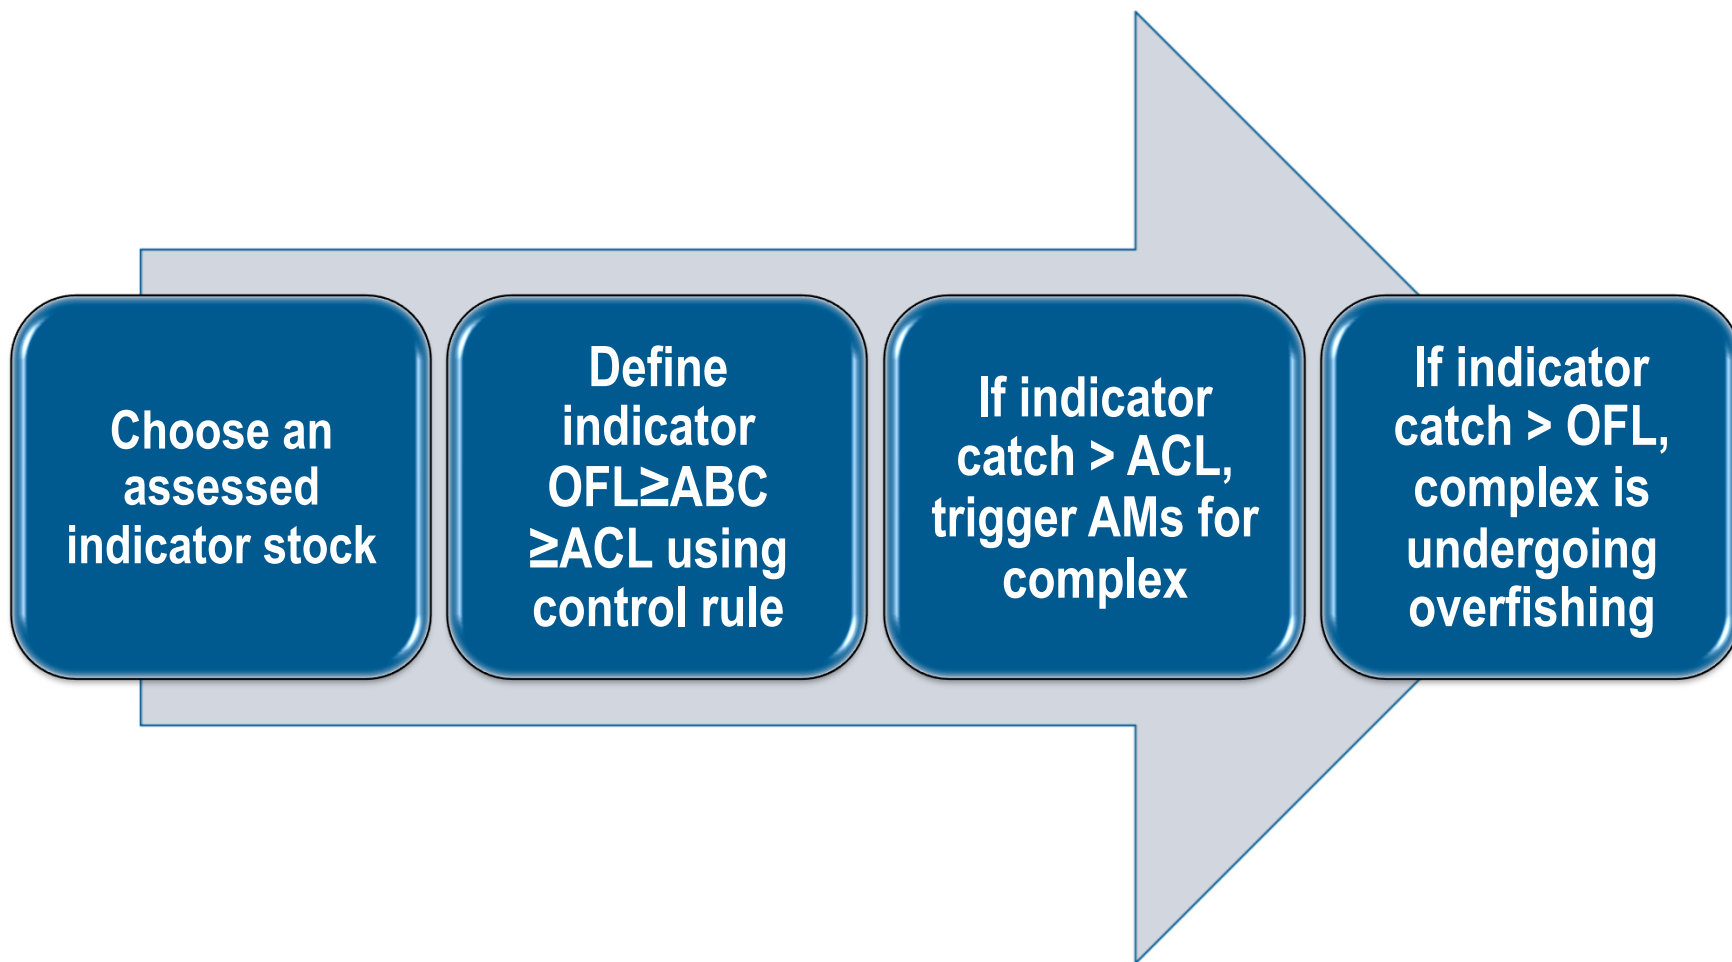 Choose an
assessed
indicator stock
Define
indicator
OFL≥ABC
≥ACL using
control rule
If indicator
catch > ACL,
trigger AMs for
complex
If indicator
catch > OFL,
complex is
undergoing
overfishing